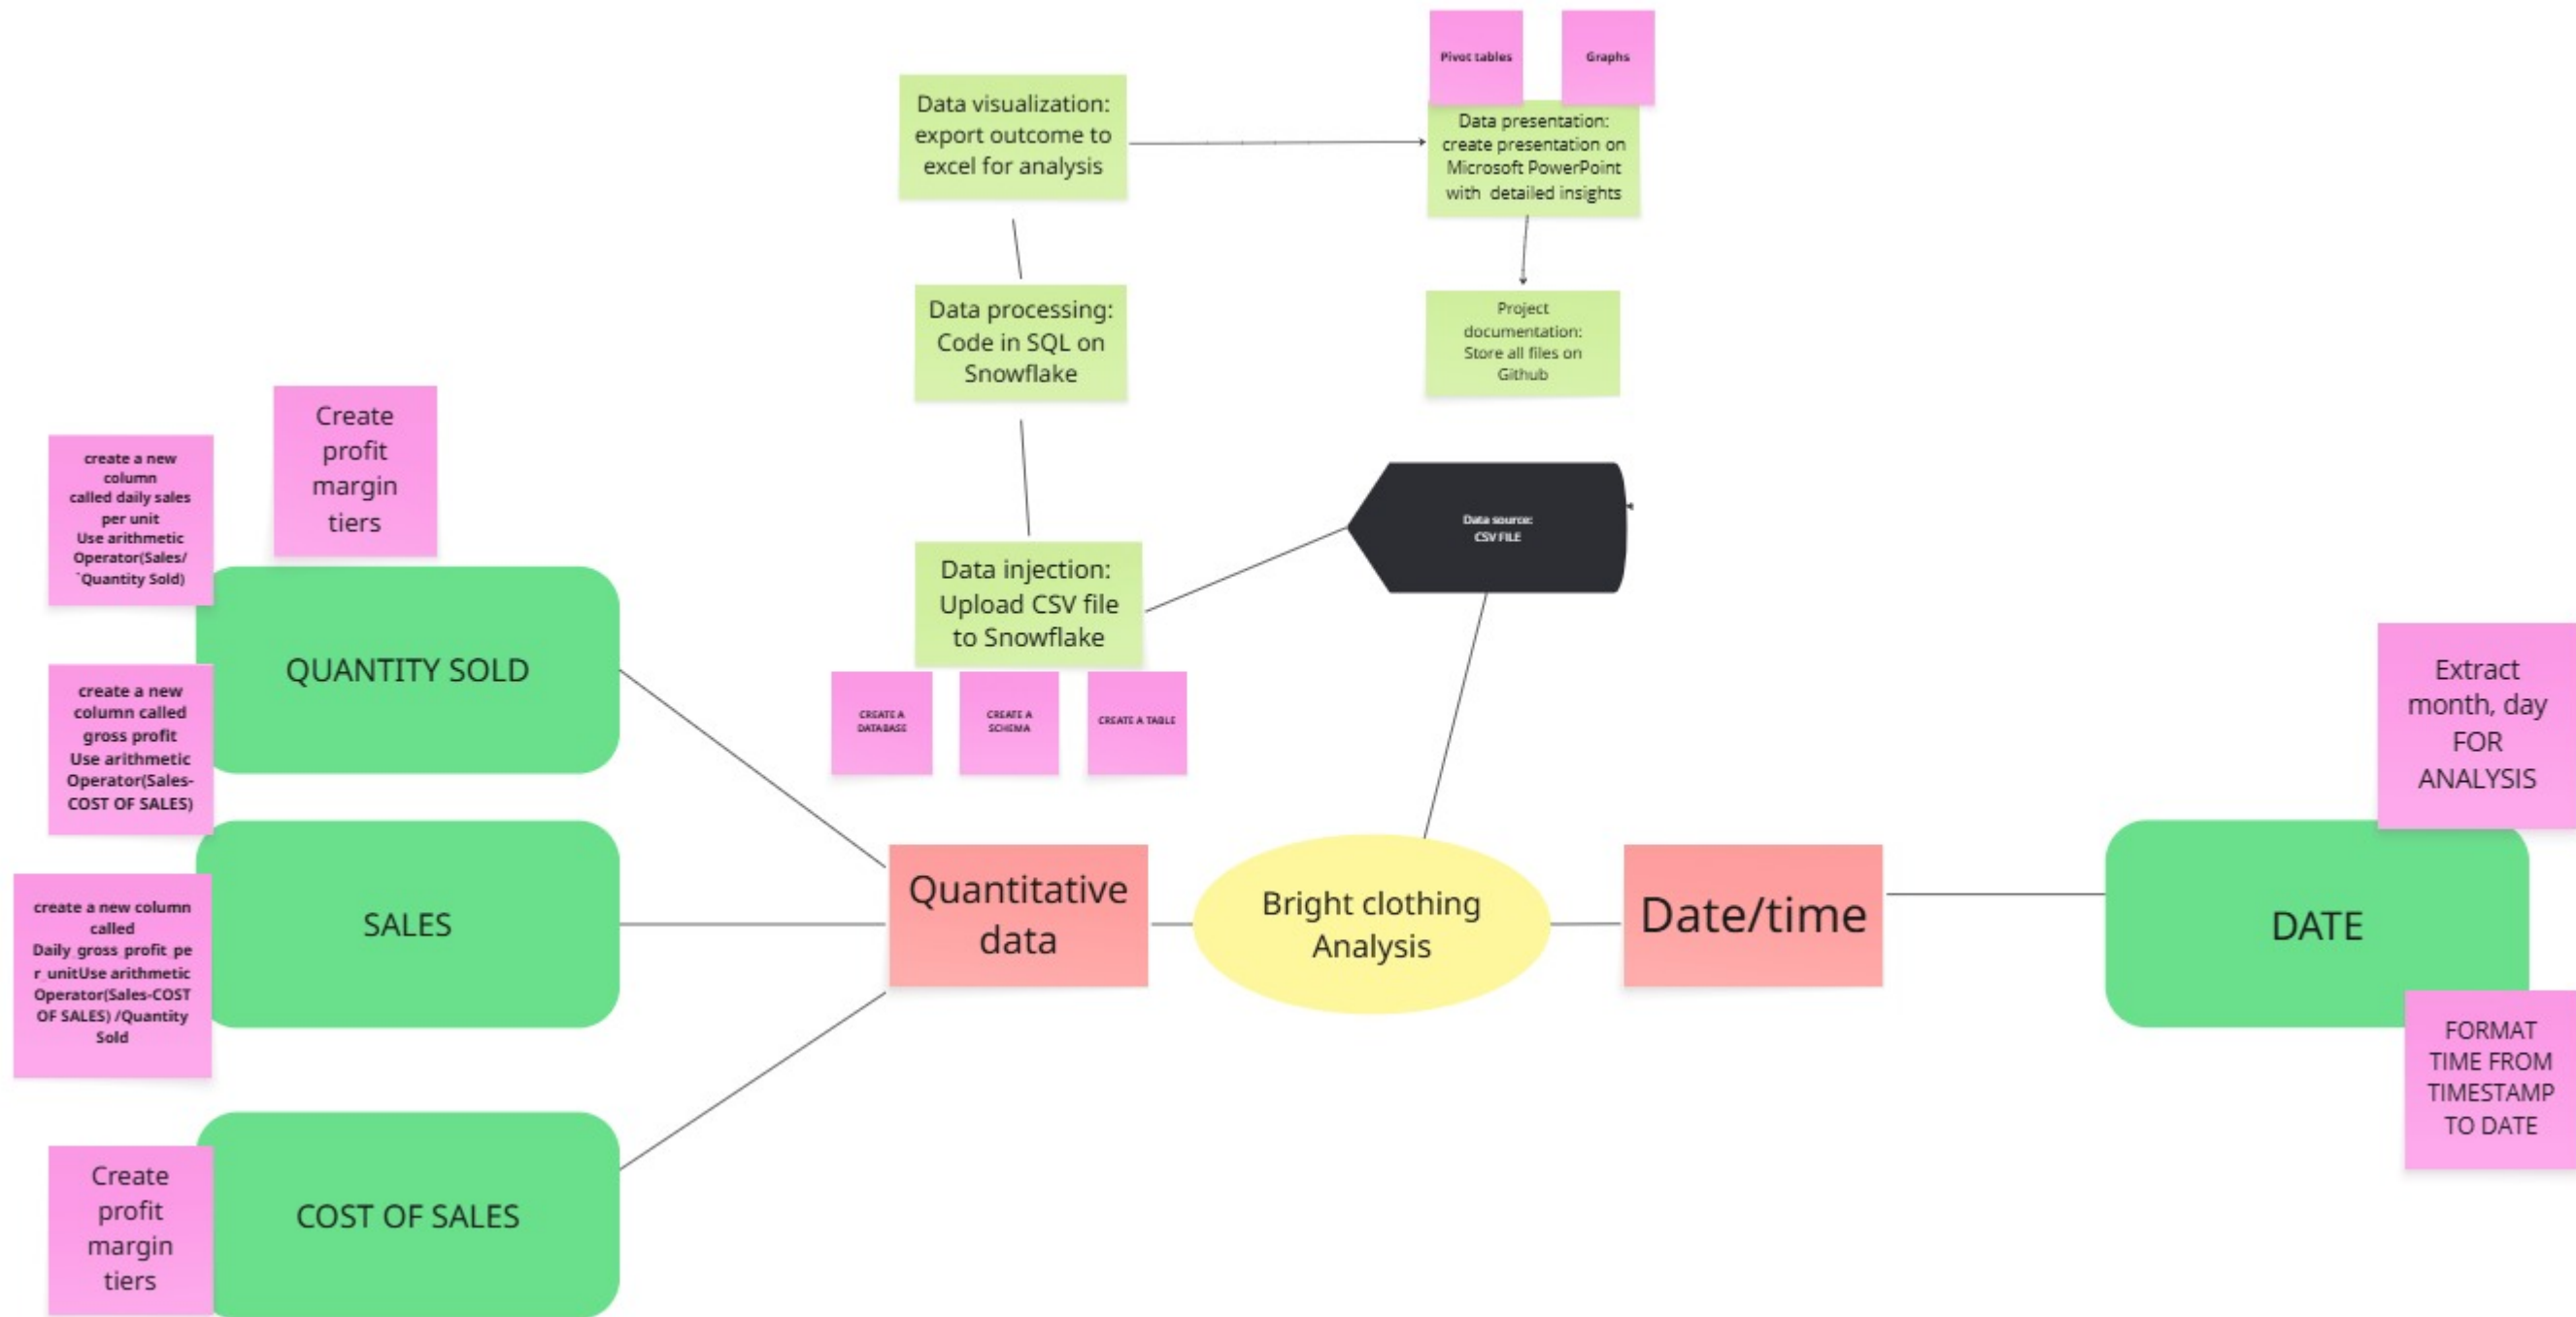 Pivot tables
Graphs
Data visualization:
export outcome to
excel for analysis
Data presentation:
create presentation on
Microsoft PowerPoint
with  detailed insights
Data processing:
Code in SQL on
Snowflake
Project
documentation:
Store all files on
Github
Create
profit
margin
tiers
create a new
column
called daily sales
per unit
Use arithmetic
Operator(Sales/
`Quantity Sold)
Data source:
CSV FILE
Data injection:
Upload CSV file
to Snowflake
QUANTITY SOLD
create a new
column called
gross profit
Use arithmetic
Operator(Sales-
COST OF SALES)
CREATE A
DATABASE
CREATE A
SCHEMA
CREATE A TABLE
Extract
month, day
FOR
ANALYSIS
create a new column
called
Daily_gross_profit_pe
r_unitUse arithmetic
Operator(Sales-COST
OF SALES) /Quantity
Sold
SALES
Quantitative
data
Bright clothing
Analysis
Date/time
DATE
FORMAT
TIME FROM
TIMESTAMP
TO DATE
Create
profit
margin
tiers
COST OF SALES